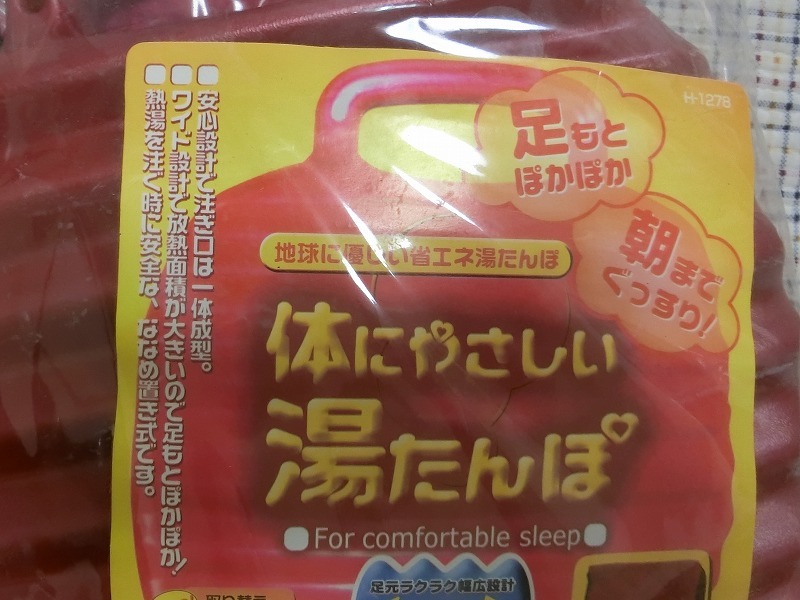 H-1278
足もと
ぽかぽか
朝まで
ぐっすり!
■安心設計で注ぎ口は一体成型。
■ワイド設計で放熱面積が大きいので足もとぽかぽか!
■熱湯を注ぐ時に安全な、ななめ置き式です。
地球に優しい省エネ湯たんぽ
体にやさしい
湯たんぽ
●For comfortable sleep●
足元ラクラク幅広設計
取り替え